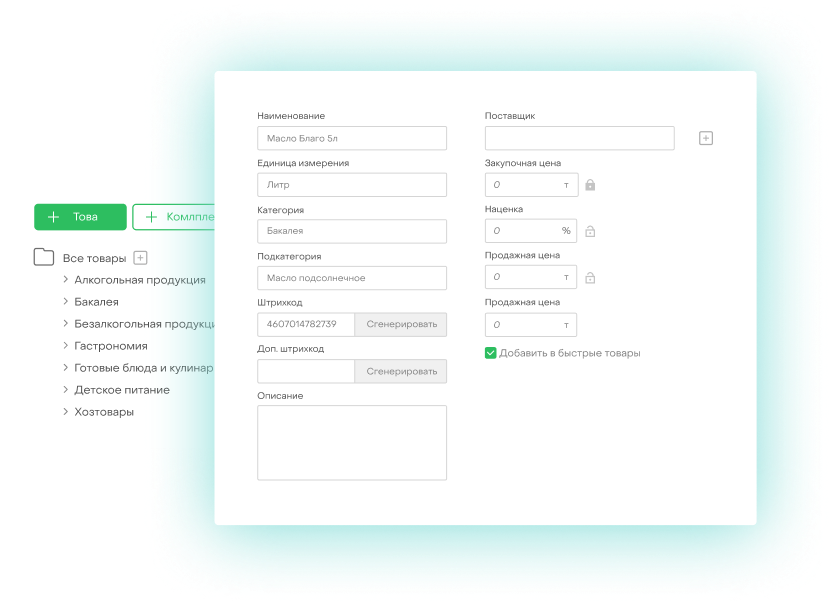 Това
Комлпле
Все товары
Алкогольная продукция
Бакалея
Безалкогольная продукци
Гастрономия
Готовые блюда и кулинар
Детское питание
Хозтовары
Наименование
Масло Благо 5л
Единица измерения
Литр
Категория
Бакалея
Подкатегория
Масло подсолнечное
Штрихкод
4607014782739 Сгенерировать
Доп. штрихкод
Сгенерировать
Описание
Поставщик
Закупочная цена
0 т
Наценка
0 %
Продажная цена
0 т
Продажная цена
0 т
Добавить в быстрые товары